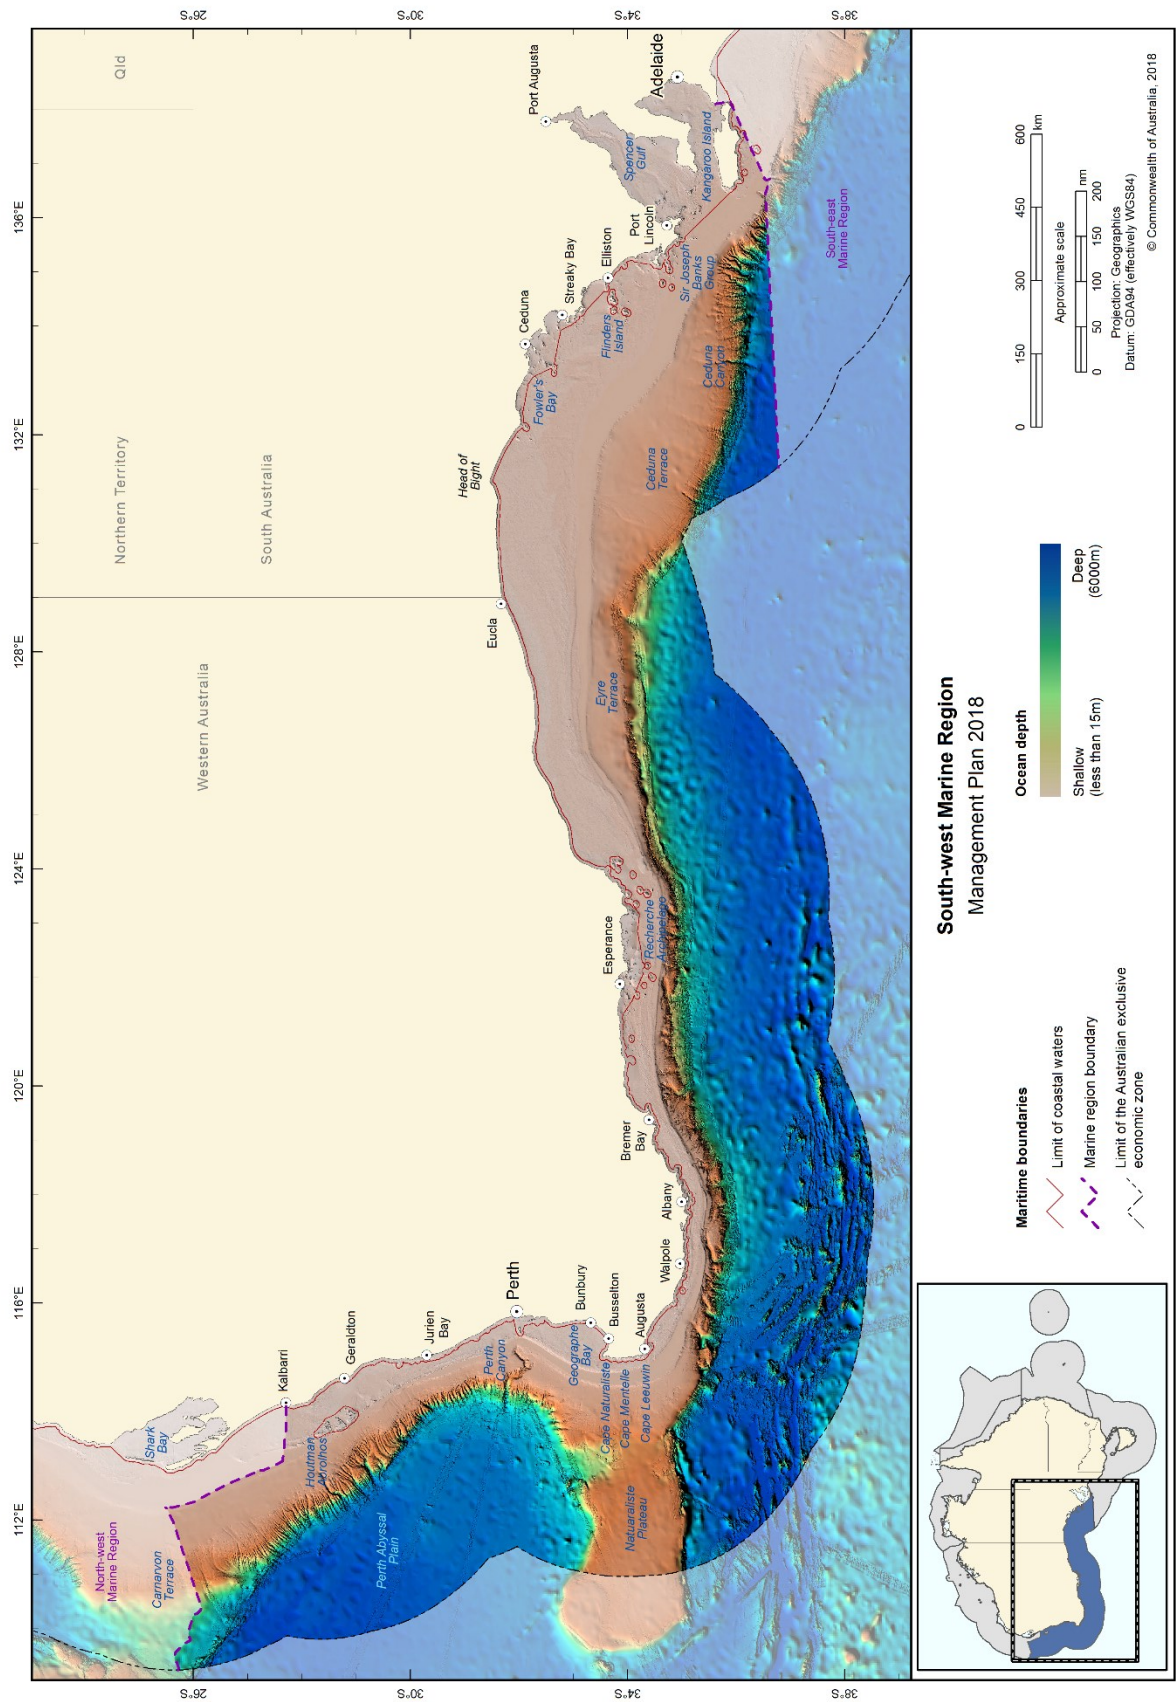 112°E
116°E
120°E
124°E
128°E
132°E
136°E
26°S
30°S
34°S
38°S
26°S
30°S
34°S
38°S
Western Australia
Northern Territory
South Australia
Qld
North-west
Marine Region
Carnarvon
Terrace
Shark
Bay
Kalbarri
Houtman
Abrolhos
Geraldton
Jurien
Bay
Perth Abyssal
Plain
Perth
Canyon
Perth
Geographe
Bay
Bunbury
Busselton
Augusta
Cape Naturaliste
Cape Mentelle
Cape Leeuwin
Natuaraliste
Plateau
Walpole
Albany
Bremer
Bay
Esperance
Recherche
Archipelago
Eyre
Terrace
Eucla
Head of
Bight
Ceduna
Terrace
Fowler's
Bay
Ceduna
Streaky Bay
Flinders
Island
Elliston
Ceduna
Canyon
Sir Joseph
Banks
Group
Port
Lincoln
Spencer
Gulf
Port Augusta
Kangaroo Island
Adelaide
South-east
Marine Region
South-west Marine Region
Management Plan 2018
Maritime boundaries
Limit of coastal waters
Marine region boundary
Limit of the Australian exclusive
economic zone
Ocean depth
Shallow
(less than 15m)
Deep
(6000m)
0 150 300 450 600
km
Approximate scale
0 50 100 150 200
nm
Projection: Geographics
Datum: GDA94 (effectively WGS84)
© Commonwealth of Australia, 2018